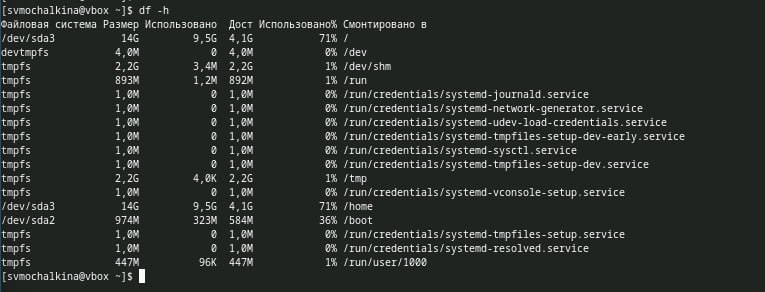 [svmochalkina@vbox ~]$ df -h
Файловая система Размер Использовано  Дост Использовано% Смонтировано в
/dev/sda3           14G         9,5G  4,1G           71% /
devtmpfs           4,0M            0  4,0M            0% /dev
tmpfs              2,2G         3,4M  2,2G            1% /dev/shm
tmpfs              893M         1,2M  892M            1% /run
tmpfs              1,0M            0  1,0M            0% /run/credentials/systemd-journald.service
tmpfs              1,0M            0  1,0M            0% /run/credentials/systemd-network-generator.service
tmpfs              1,0M            0  1,0M            0% /run/credentials/systemd-udev-load-credentials.service
tmpfs              1,0M            0  1,0M            0% /run/credentials/systemd-tmpfiles-setup-dev-early.service
tmpfs              1,0M            0  1,0M            0% /run/credentials/systemd-sysctl.service
tmpfs              1,0M            0  1,0M            0% /run/credentials/systemd-tmpfiles-setup-dev.service
tmpfs              2,2G         4,0K  2,2G            1% /tmp
tmpfs              1,0M            0  1,0M            0% /run/credentials/systemd-vconsole-setup.service
/dev/sda3           14G         9,5G  4,1G           71% /home
/dev/sda2          974M         323M  584M           36% /boot
tmpfs              1,0M            0  1,0M            0% /run/credentials/systemd-tmpfiles-setup.service
tmpfs              1,0M            0  1,0M            0% /run/credentials/systemd-resolved.service
tmpfs              447M          96K  447M            1% /run/user/1000
[svmochalkina@vbox ~]$